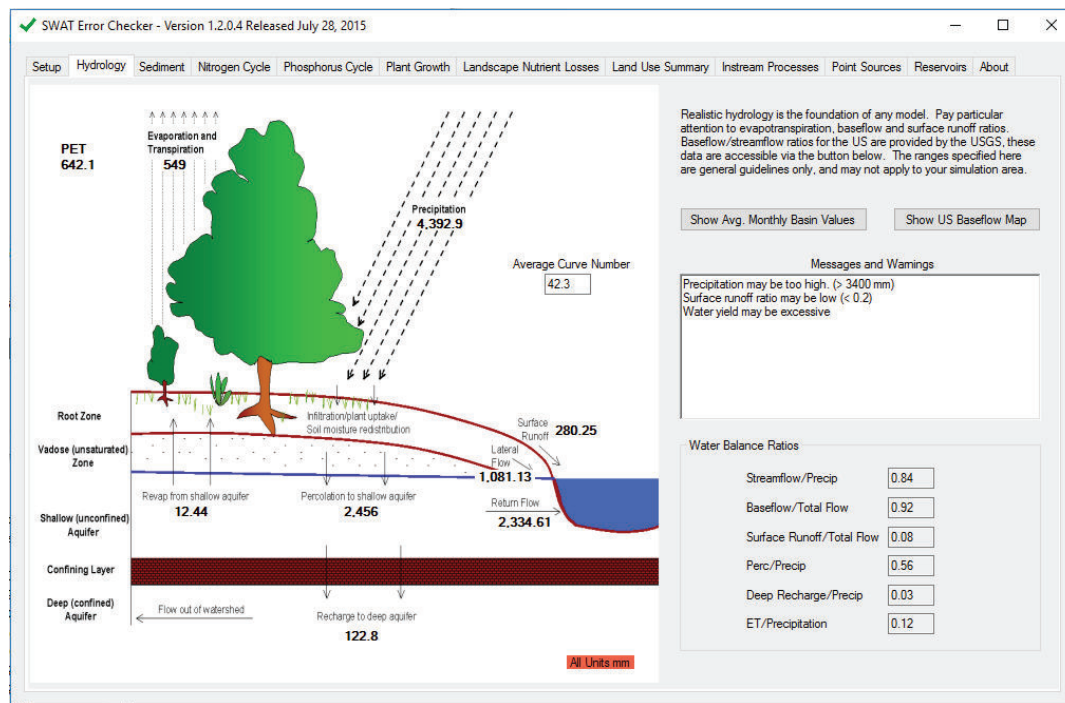 SWAT Error Checker - Version 1.2.0.4 Released July 28, 2015
Setup Hydrology Sediment Nitrogen Cycle Phosphorus Cycle Plant Growth Landscape Nutrient Losses Land Use Summary Instream Processes Point Sources Reservoirs About
PET
642.1
Evaporation and
Transpiration
549
Precipitation
4,392.9
Average Curve Number
42.3
Root Zone
Infiltration/plant uptake/
Soil moisture redistribution
Surface
Runoff
280.25
Vadose (unsaturated)
Zone
Lateral
Flow
1,081.13
Revap from shallow aquifer
12.44
Percolation to shallow aquifer
2,456
Return Flow
2,334.61
Shallow (unconfined)
Aquifer
Confining Layer
Deep (confined)
Aquifer
Flow out of watershed
Recharge to deep aquifer
122.8
All Units mm
Realistic hydrology is the foundation of any model. Pay particular
attention to evapotranspiration, baseflow and surface runoff ratios.
Baseflow/streamflow ratios for the US are provided by the USGS, these
data are accessible via the button below. The ranges specified here
are general guidelines only, and may not apply to your simulation area.
Show Avg. Monthly Basin Values
Show US Baseflow Map
Messages and Warnings
Precipitation may be too high. (> 3400 mm)
Surface runoff ratio may be low (< 0.2)
Water yield may be excessive
Water Balance Ratios
Streamflow/Precip 0.84
Baseflow/Total Flow 0.92
Surface Runoff/Total Flow 0.08
Perc/Precip 0.56
Deep Recharge/Precip 0.03
ET/Precipitation 0.12